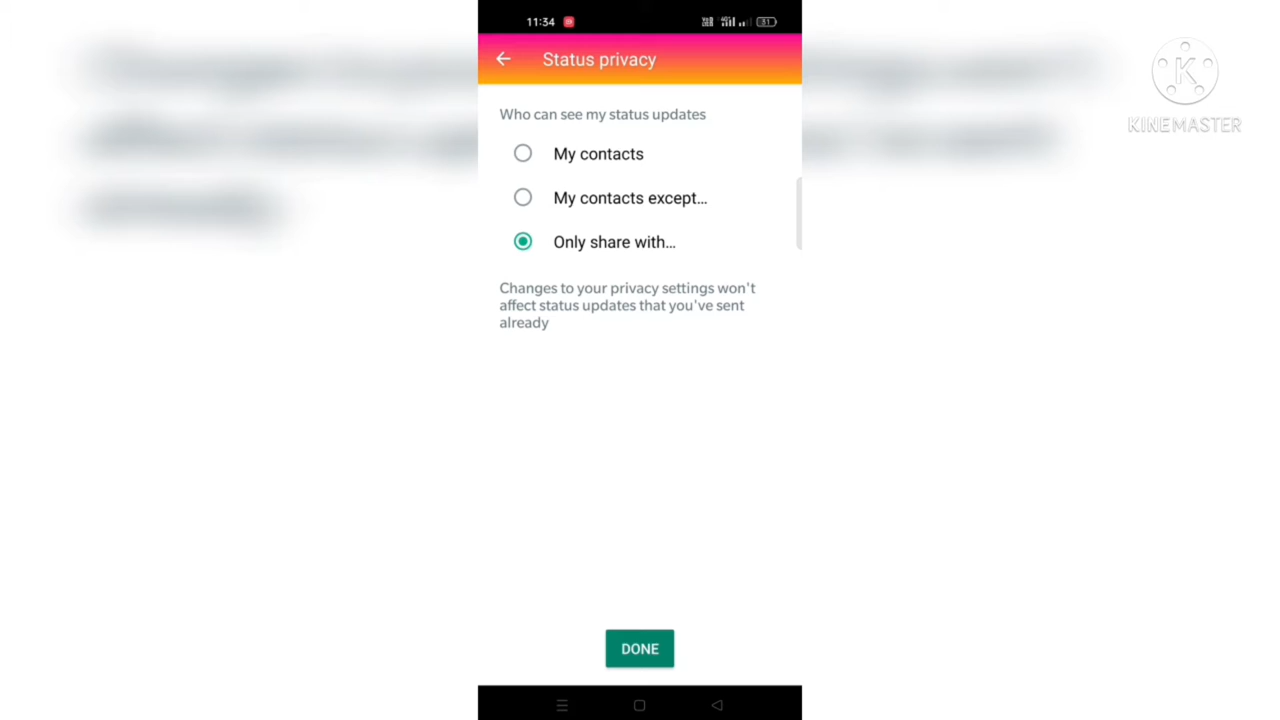 11:34
31
Status privacy
KINEMASTER
Who can see my status updates
My contacts
My contacts except...
Only share with...
Changes to your privacy settings won't
affect status updates that you've sent
already
DONE